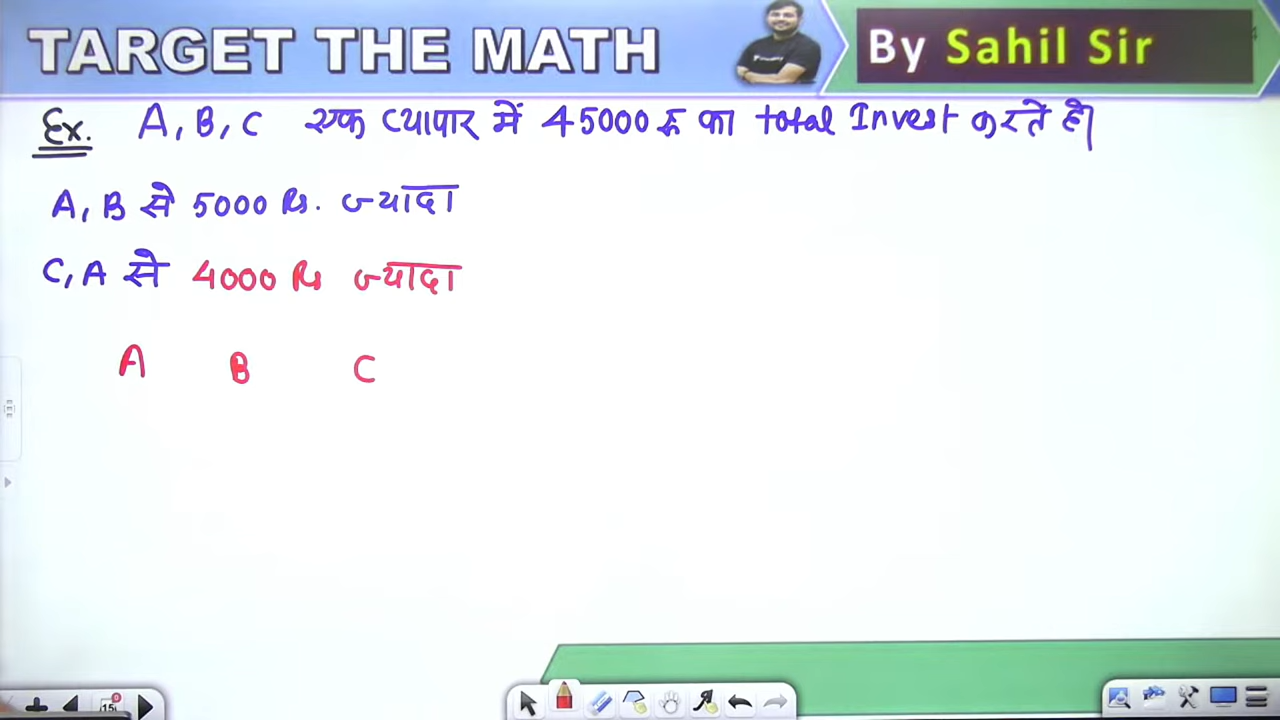 TARGET THE MATH
By Sahil Sir
Ex. A, B, C एक व्यापार में 45000 रु का total Invest करते है।
A, B से 5000 Rs. ज्यादा
C, A से 4000 Rs ज्यादा
A B C